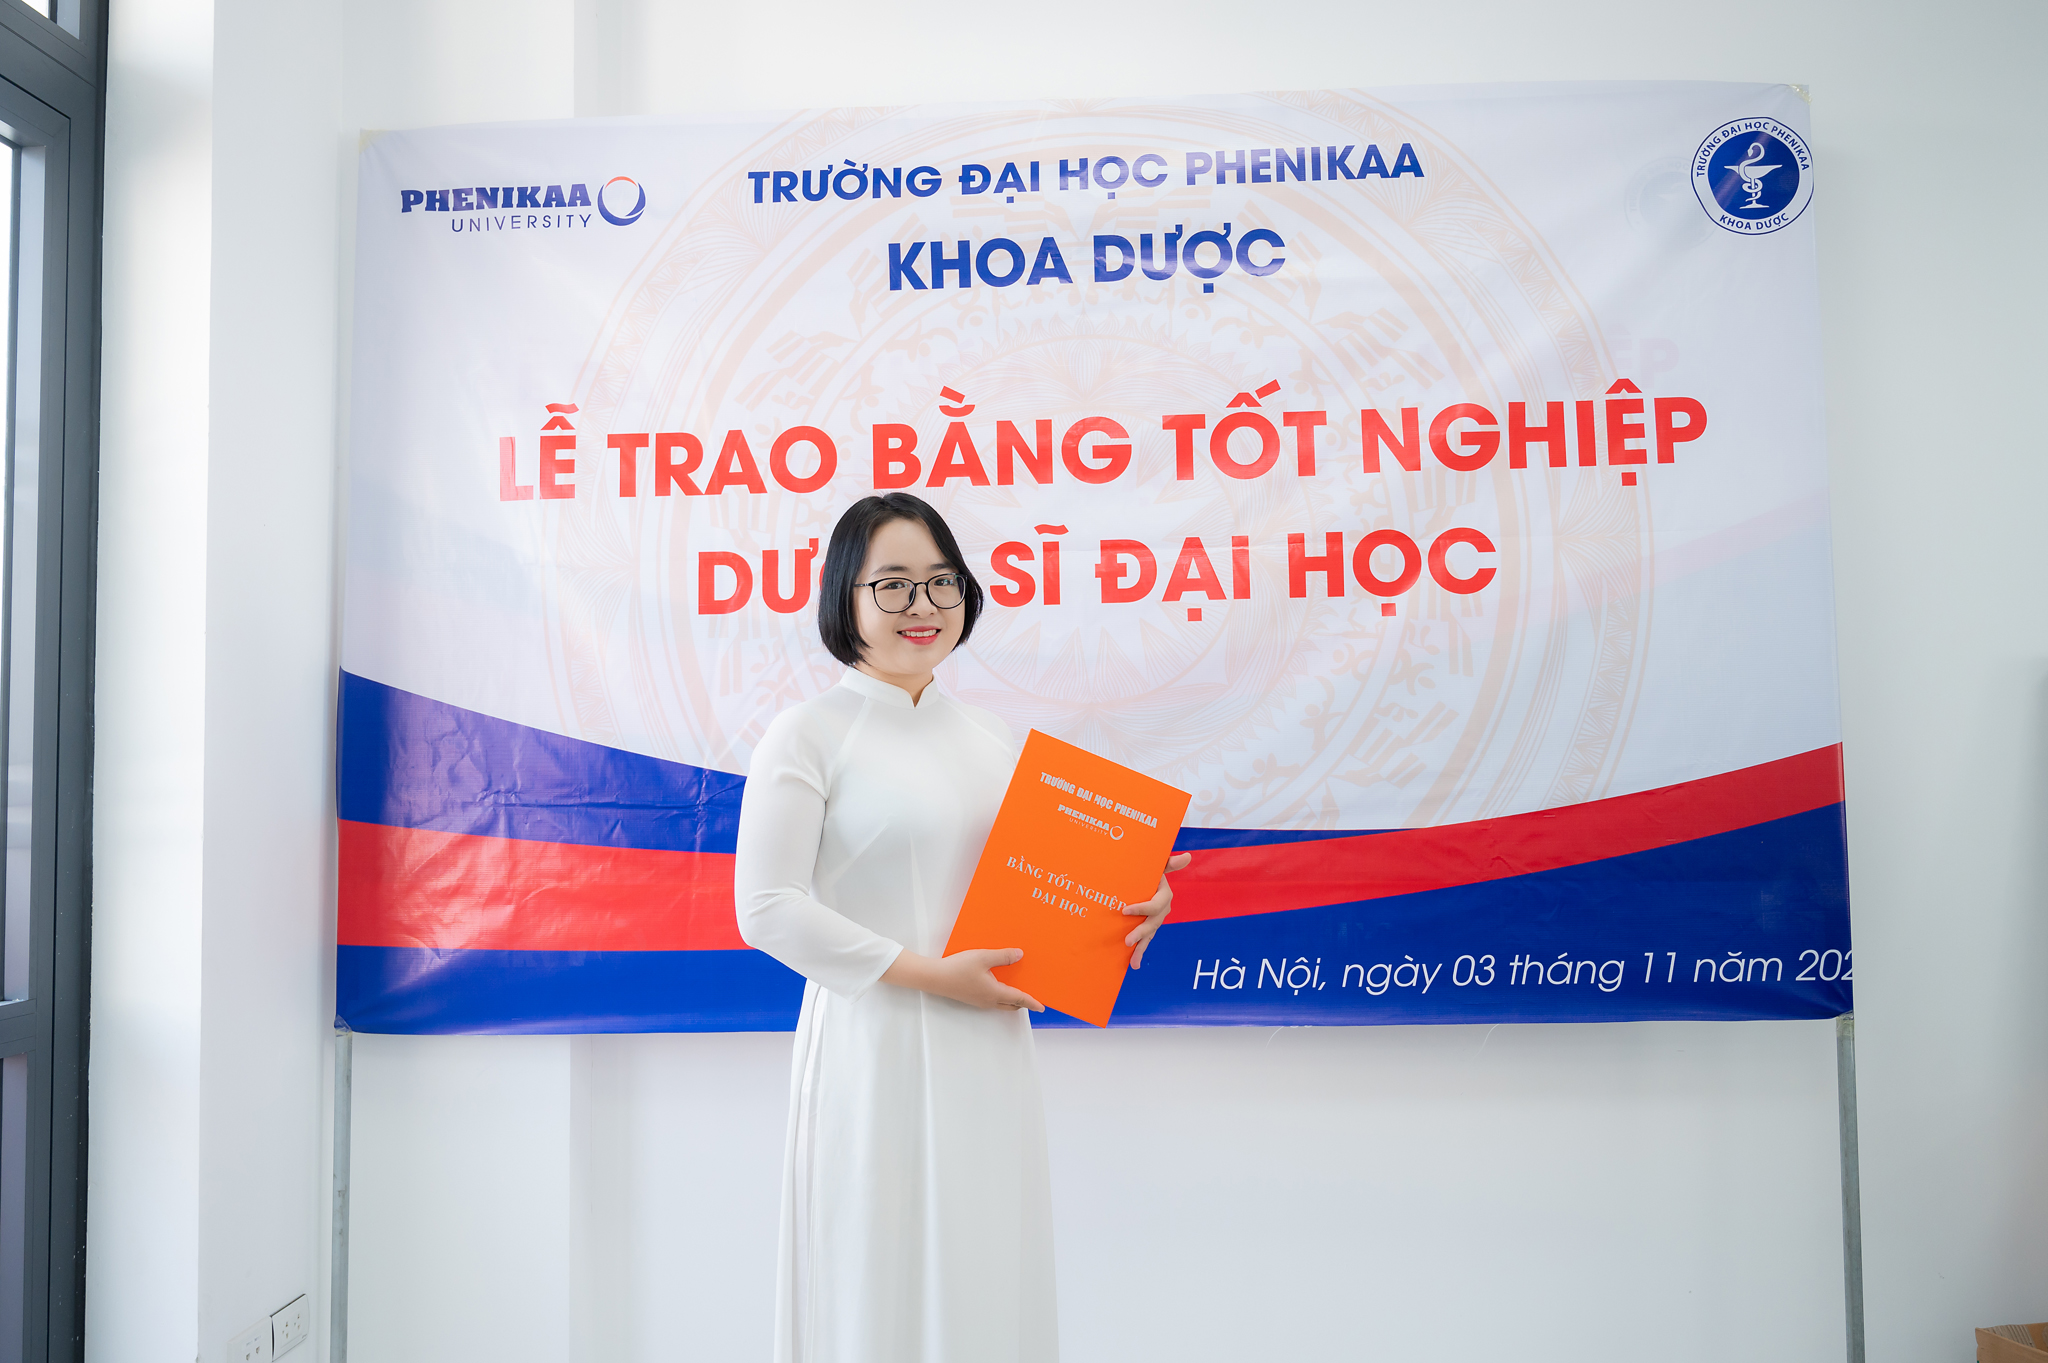 PHENIKAA
UNIVERSITY
TRƯỜNG ĐẠI HỌC PHENIKAA
KHOA DƯỢC
TRƯỜNG ĐẠI HỌC PHENIKAA
KHOA DƯỢC
LỄ TRAO BẰNG TỐT NGHIỆP
SĨ ĐẠI HỌC
TRƯỜNG ĐẠI HỌC PHENIKAA
PHENIKAA
UNIVERSITY
BẰNG TỐT NGHIỆP
ĐẠI HỌC
Hà Nội, ngày 03 tháng 11 năm 202